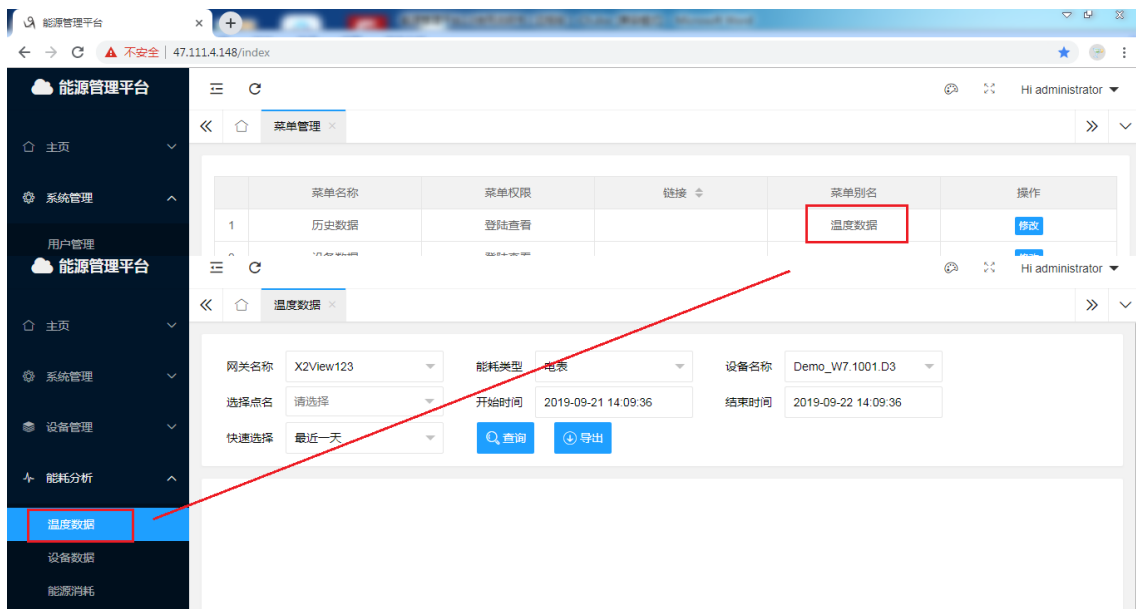 能源管理平台
不安全 | 47.111.4.148/index
能源管理平台
Hi administrator
菜单管理
主页
系统管理
用户管理
菜单名称 菜单权限 链接 菜单别名 操作
1 历史数据 登陆查看 温度数据 修改
能源管理平台
Hi administrator
温度数据
主页
系统管理
设备管理
能耗分析
温度数据
设备数据
能源消耗
网关名称 X2View123 能耗类型 电表 设备名称 Demo_W7.1001.D3
选择点名 请选择 开始时间 2019-09-21 14:09:36 结束时间 2019-09-22 14:09:36
快速选择 最近一天 查询 导出